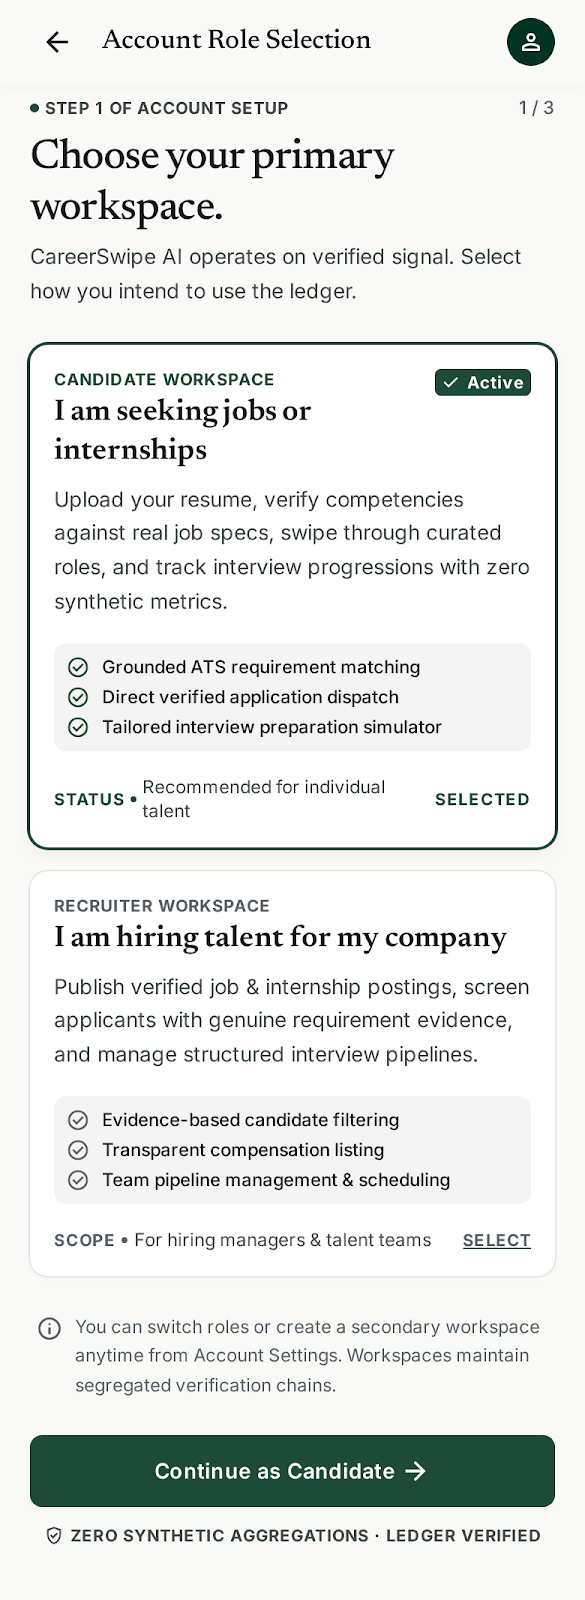 Account Role Selection
STEP 1 OF ACCOUNT SETUP
1 / 3
Choose your primary
workspace.
CareerSwipe AI operates on verified signal. Select
how you intend to use the ledger.
CANDIDATE WORKSPACE
Active
I am seeking jobs or
internships
Upload your resume, verify competencies
against real job specs, swipe through curated
roles, and track interview progressions with zero
synthetic metrics.
Grounded ATS requirement matching
Direct verified application dispatch
Tailored interview preparation simulator
STATUS • Recommended for individual
talent
SELECTED
RECRUITER WORKSPACE
I am hiring talent for my company
Publish verified job & internship postings, screen
applicants with genuine requirement evidence,
and manage structured interview pipelines.
Evidence-based candidate filtering
Transparent compensation listing
Team pipeline management & scheduling
SCOPE • For hiring managers & talent teams
SELECT
You can switch roles or create a secondary workspace
anytime from Account Settings. Workspaces maintain
segregated verification chains.
Continue as Candidate →
ZERO SYNTHETIC AGGREGATIONS · LEDGER VERIFIED